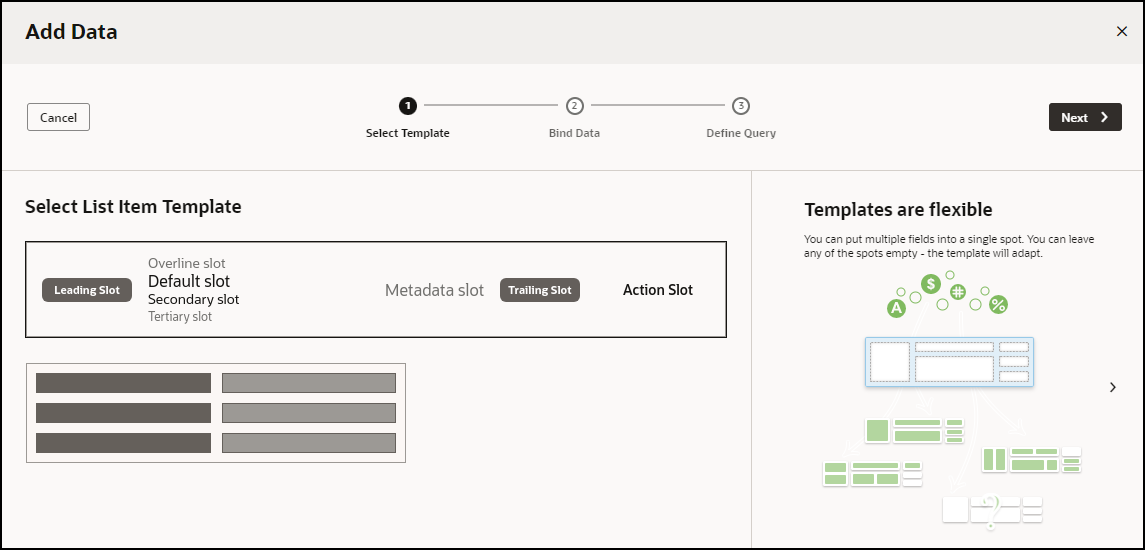 Add Data
Cancel
1
2
3
Select Template
Bind Data
Define Query
Next
Select List Item Template
Leading Slot
Overline slot
Default slot
Secondary slot
Tertiary slot
Metadata slot
Trailing Slot
Action Slot
Templates are flexible
You can put multiple fields into a single spot. You can leave
any of the spots empty - the template will adapt.
A
$
#
%
?